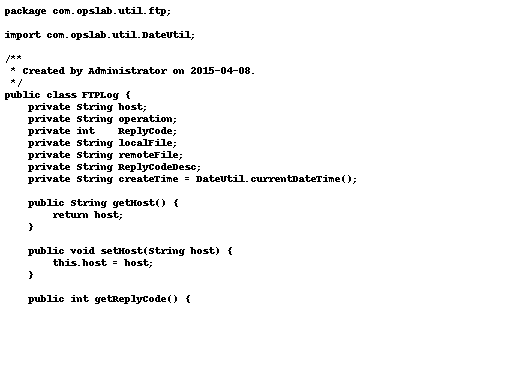 package com.opslab.util.ftp;

import com.opslab.util.DateUtil;

/**
 * Created by Administrator on 2015-04-08.
 */
public class FTPLog {
    private String host;
    private String operation;
    private int    ReplyCode;
    private String localFile;
    private String remoteFile;
    private String ReplyCodeDesc;
    private String createTime = DateUtil.currentDateTime();

    public String getHost() {
        return host;
    }

    public void setHost(String host) {
        this.host = host;
    }

    public int getReplyCode() {